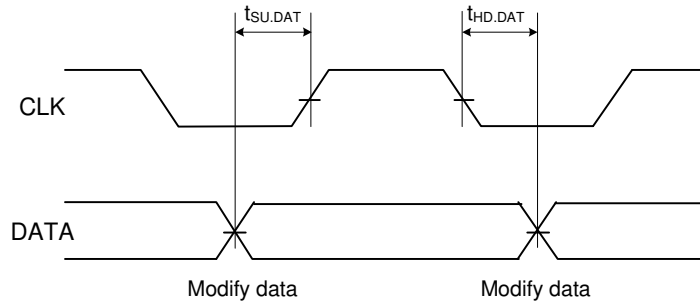 tSU.DAT tHD.DAT
CLK
DATA
Modify data Modify data